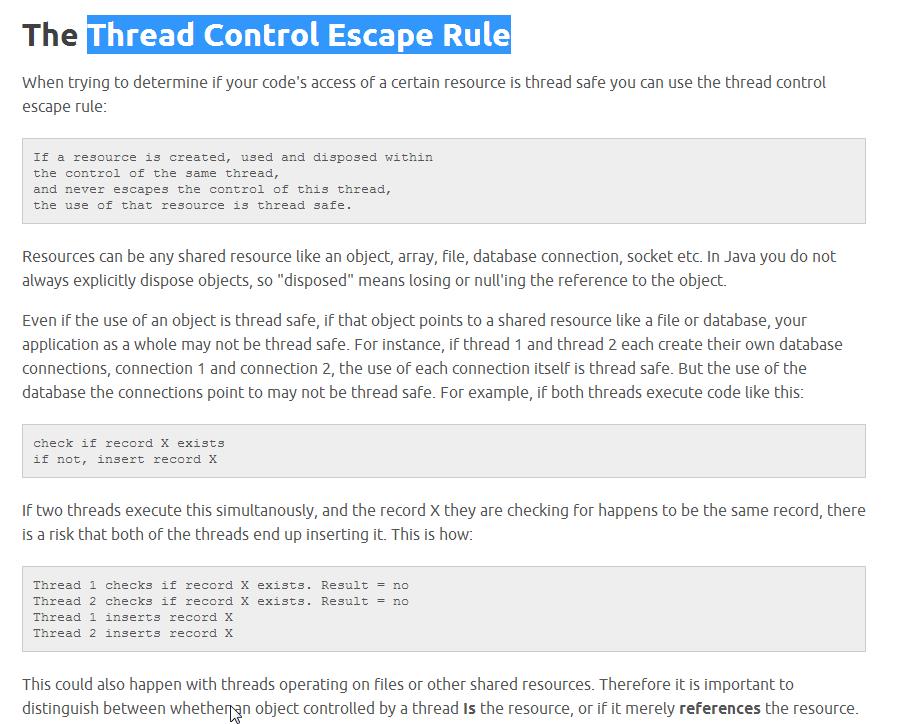 The Thread Control Escape Rule
When trying to determine if your code's access of a certain resource is thread safe you can use the thread control
escape rule:
If a resource is created, used and disposed within
the control of the same thread,
and never escapes the control of this thread,
the use of that resource is thread safe.
Resources can be any shared resource like an object, array, file, database connection, socket etc. In Java you do not
always explicitly dispose objects, so "disposed" means losing or null'ing the reference to the object.
Even if the use of an object is thread safe, if that object points to a shared resource like a file or database, your
application as a whole may not be thread safe. For instance, if thread 1 and thread 2 each create their own database
connections, connection 1 and connection 2, the use of each connection itself is thread safe. But the use of the
database the connections point to may not be thread safe. For example, if both threads execute code like this:
check if record X exists
if not, insert record X
If two threads execute this simultanously, and the record X they are checking for happens to be the same record, there
is a risk that both of the threads end up inserting it. This is how:
Thread 1 checks if record X exists. Result = no
Thread 2 checks if record X exists. Result = no
Thread 1 inserts record X
Thread 2 inserts record X
This could also happen with threads operating on files or other shared resources. Therefore it is important to
distinguish between whether an object controlled by a thread is the resource, or if it merely references the resource.